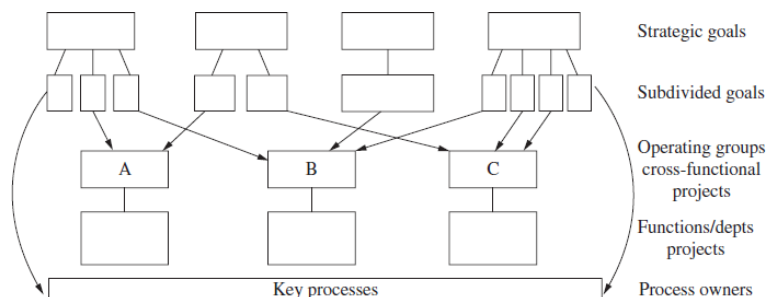 Strategic goals
Subdivided goals
Operating groups
cross-functional
projects
A
B
C
Functions/depts
projects
Key processes
Process owners